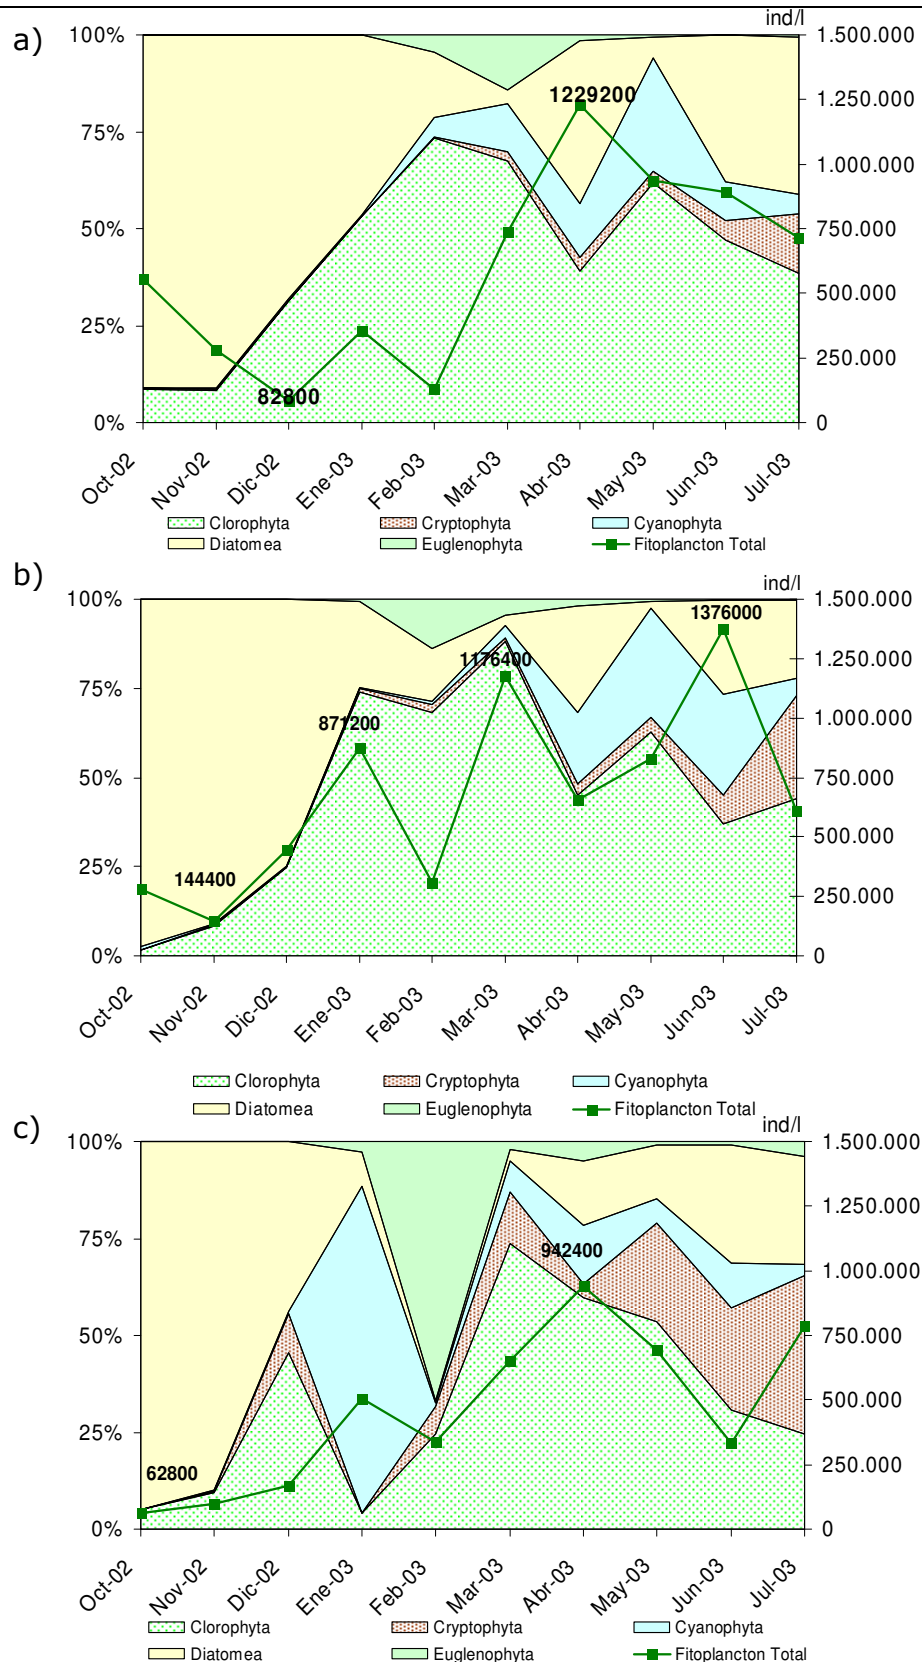 ind/l
a)
100% 1.500.000
1229200 1.250.000
75%
1.000.000
50% 750.000
500.000
25%
250.000
82800
0% 0
Oct-02 Nov-02 Dic-02 Ene-03 Feb-03 Mar-03 Abr-03 May-03 Jun-03 Jul-03
Clorophyta Cryptophyta Cyanophyta
Diatomea Euglenophyta Fitoplancton Total
b)
ind/l
100% 1.500.000
1376000
1.250.000
75%
1176400
1.000.000
871200
50% 750.000
500.000
25%
144400 250.000
0% 0
Oct-02 Nov-02 Dic-02 Ene-03 Feb-03 Mar-03 Abr-03 May-03 Jun-03 Jul-03
Clorophyta Cryptophyta Cyanophyta
Diatomea Euglenophyta Fitoplancton Total
c)
ind/l
100% 1.500.000
1.250.000
75%
942400 1.000.000
50% 750.000
500.000
25%
62800 250.000
0% 0
Oct-02 Nov-02 Dic-02 Ene-03 Feb-03 Mar-03 Abr-03 May-03 Jun-03 Jul-03
Clorophyta Cryptophyta Cyanophyta
Diatomea Euglenophyta Fitoplancton Total